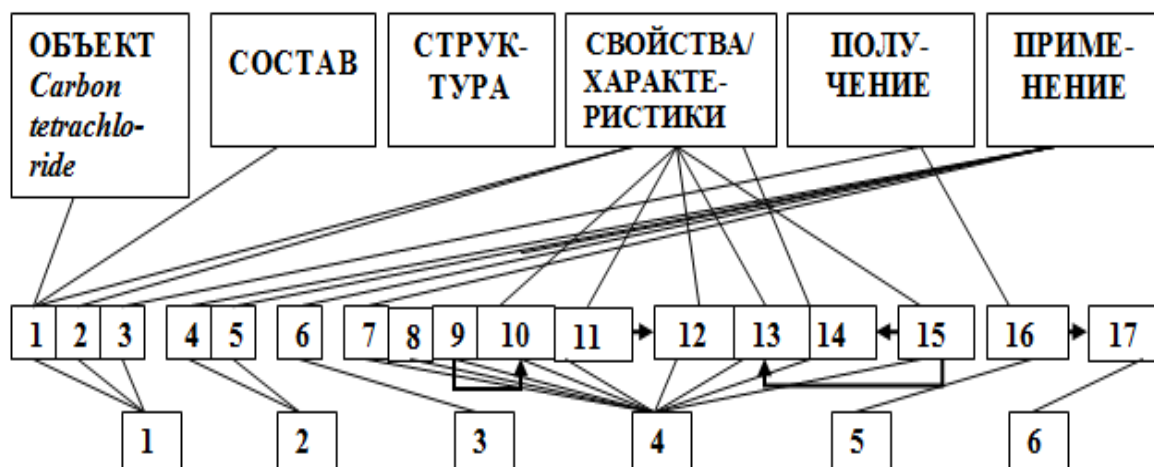 ОБЪЕКТ
Carbon
tetrachlo-
ride
СОСТАВ
СТРУК-
ТУРА
СВОЙСТВА/
ХАРАКТЕ-
РИСТИКИ
ПОЛУ-
ЧЕНИЕ
ПРИМЕ-
НЕНИЕ
1 2 3 4 5 6 7 8 9 10 11 12 13 14 15 16 17
1 2 3 4 5 6